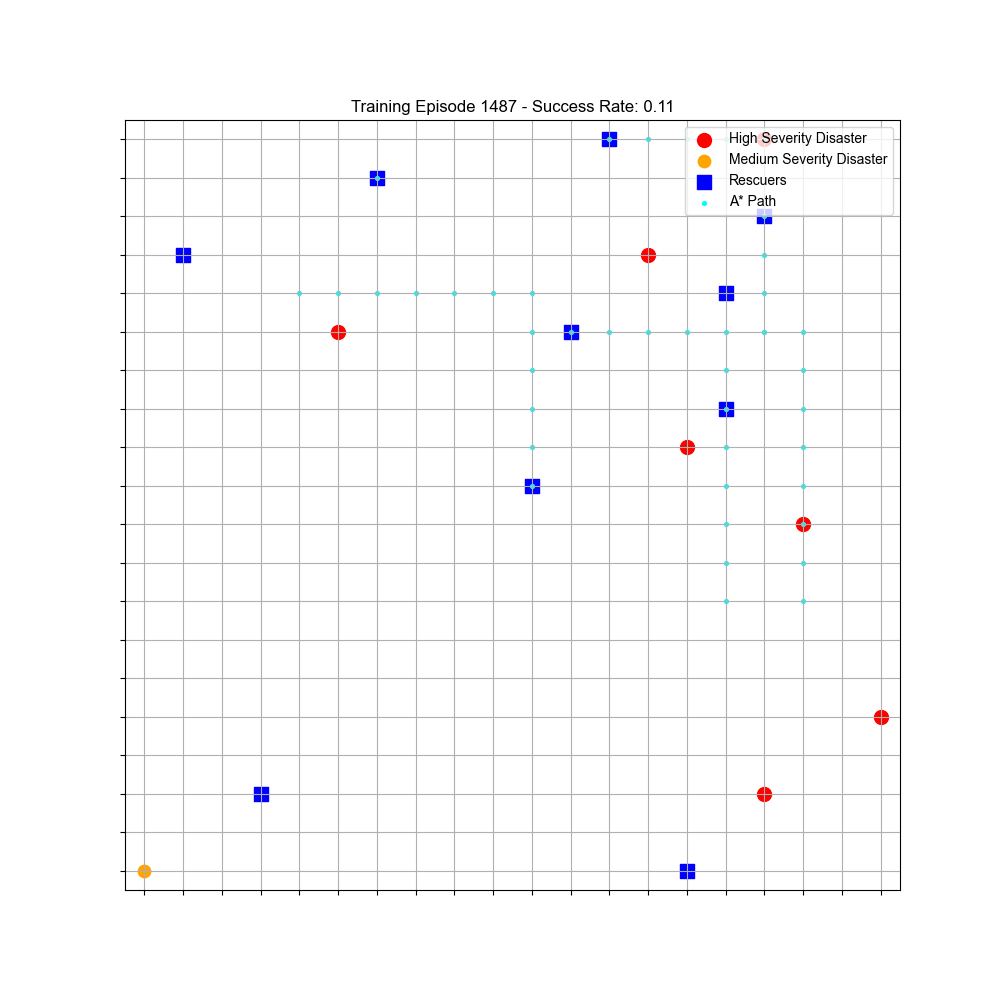 Training Episode 1487 - Success Rate: 0.11
High Severity Disaster
Medium Severity Disaster
Rescuers
A* Path